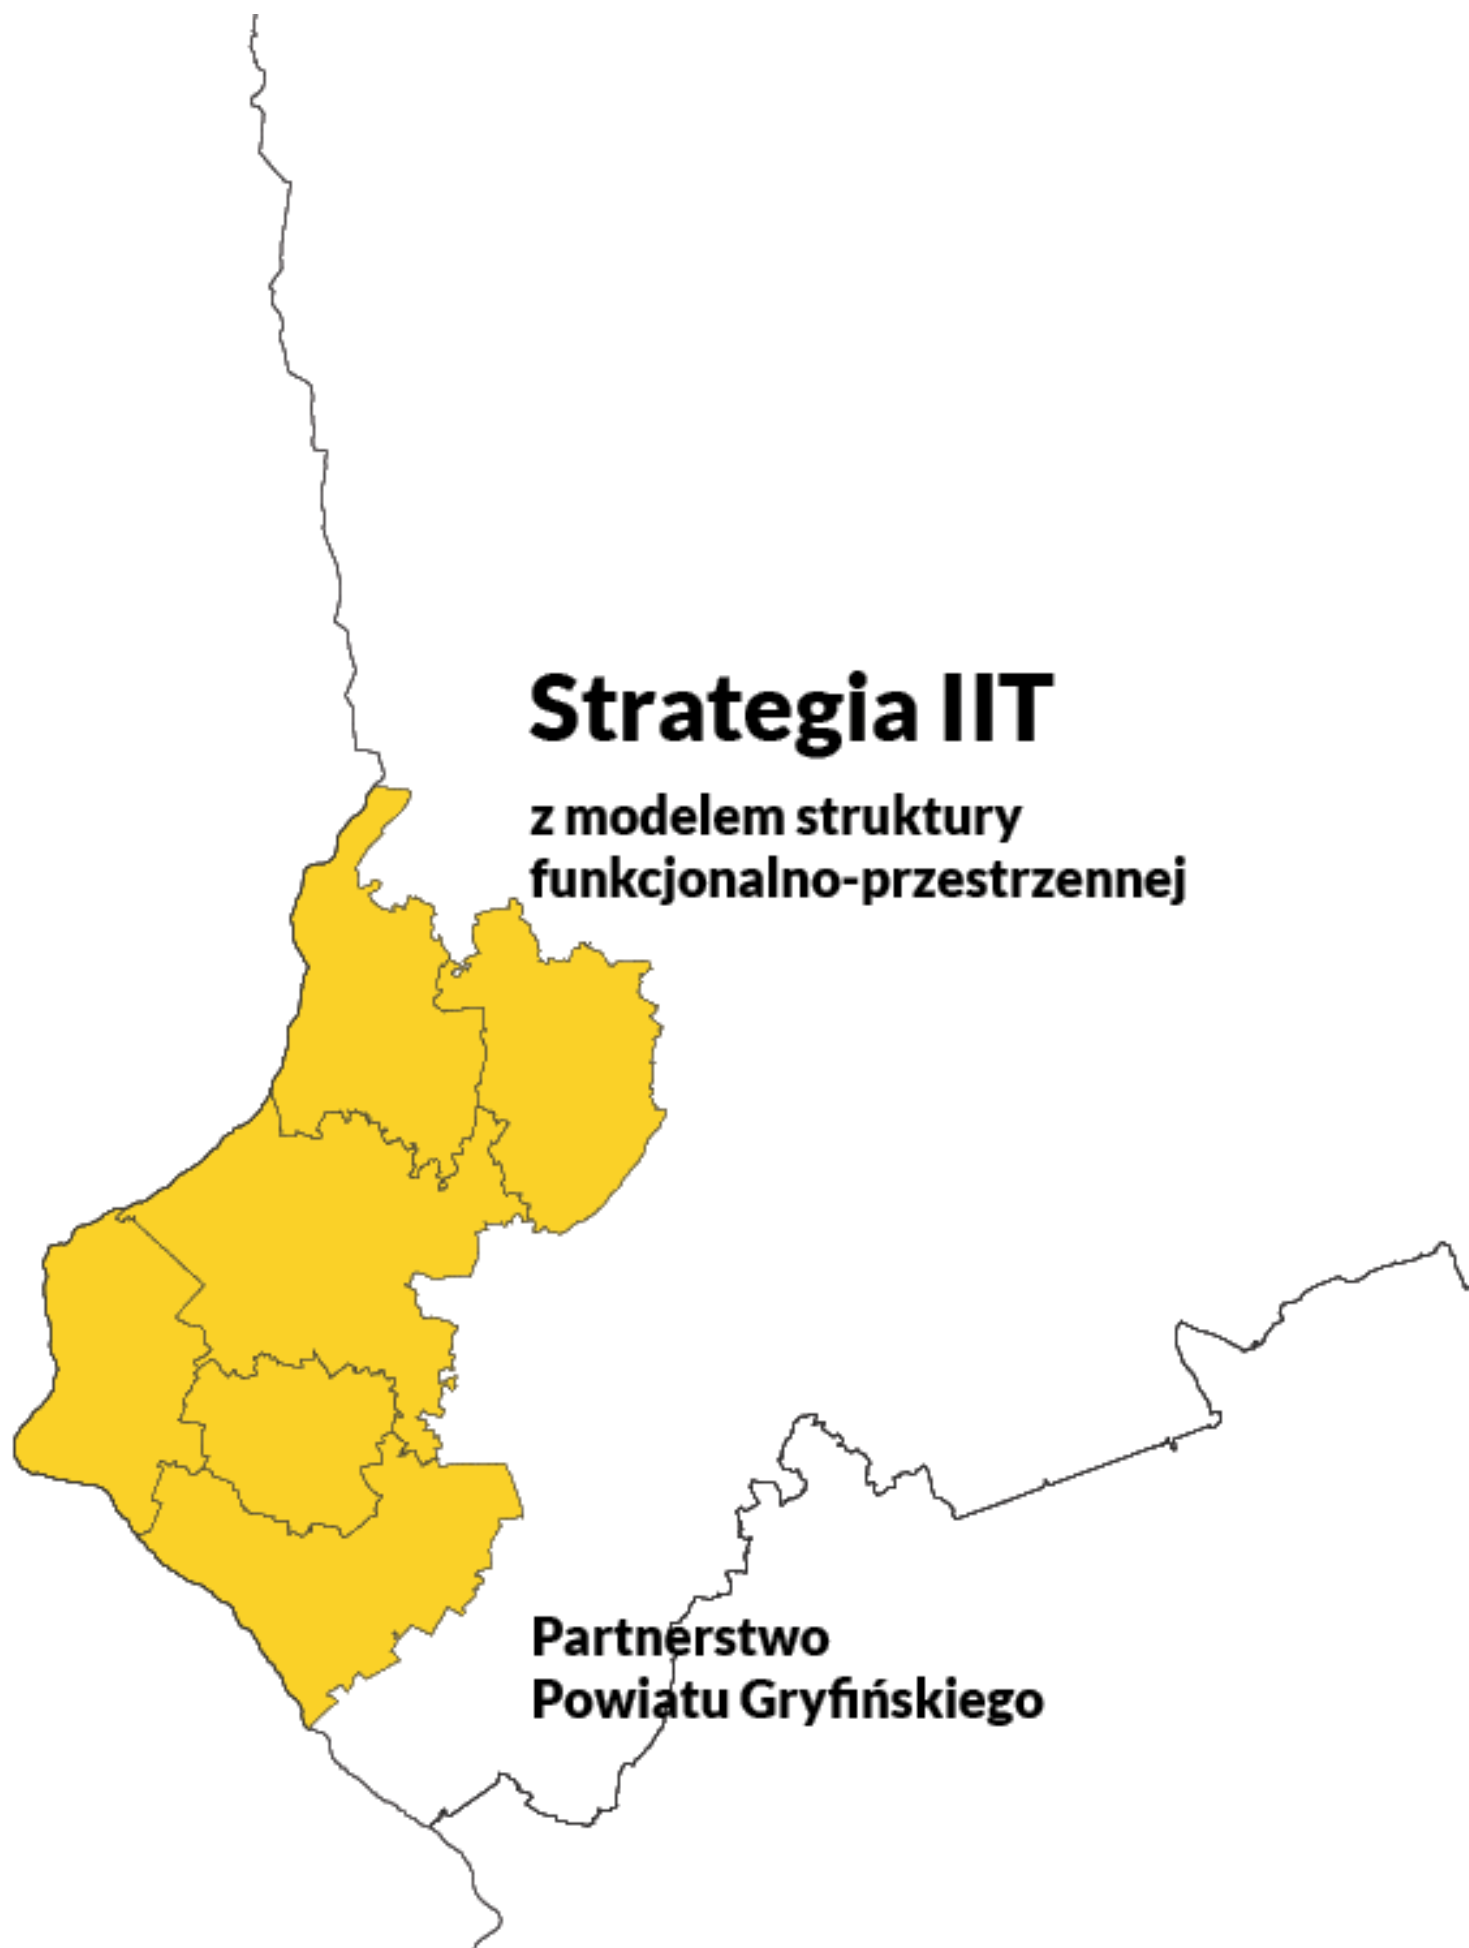 Strategia IIT
z modelem struktury
funkcjonalno-przestrzennej
Partnerstwo
Powiatu Gryfińskiego